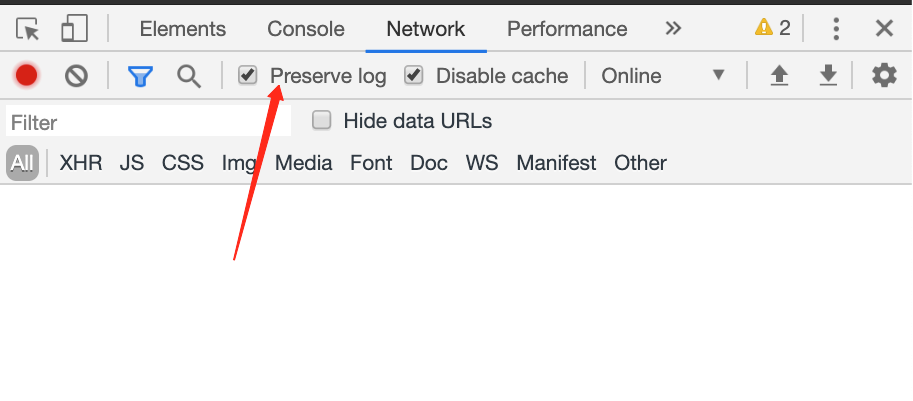 Elements Console Network Performance » 2
Preserve log Disable cache Online
Filter Hide data URLs
All XHR JS CSS Img Media Font Doc WS Manifest Other